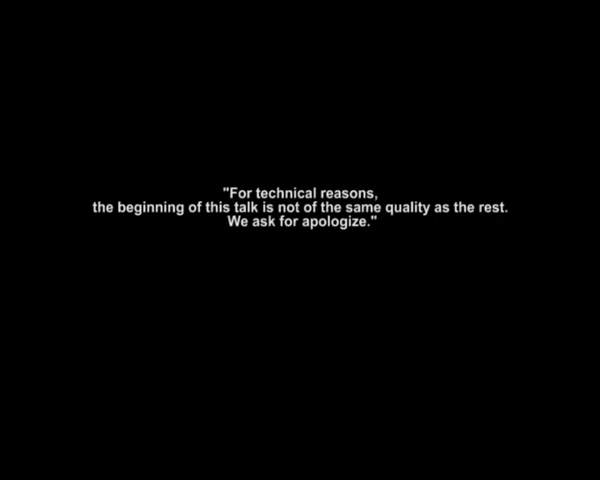 "For technical reasons,
the beginning of this talk is not of the same quality as the rest.
We ask for apologize."